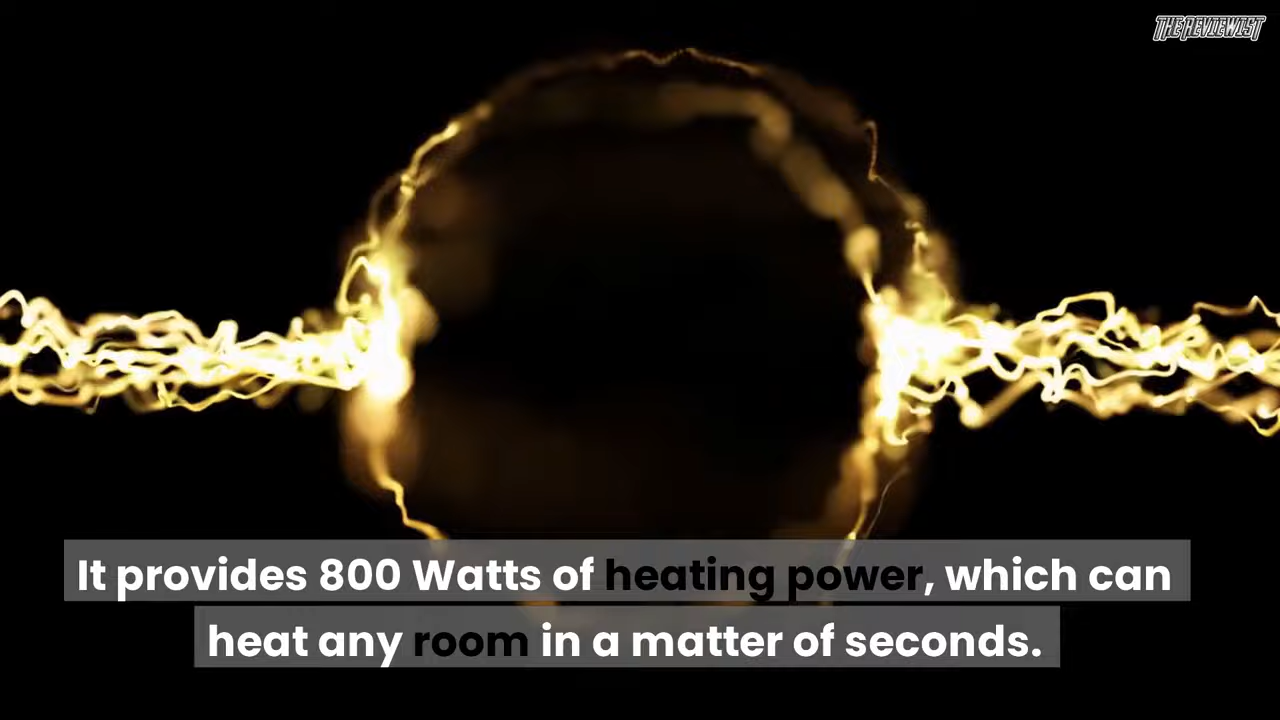 THE REVIEWIST
It provides 800 Watts of heating power, which can
heat any room in a matter of seconds.